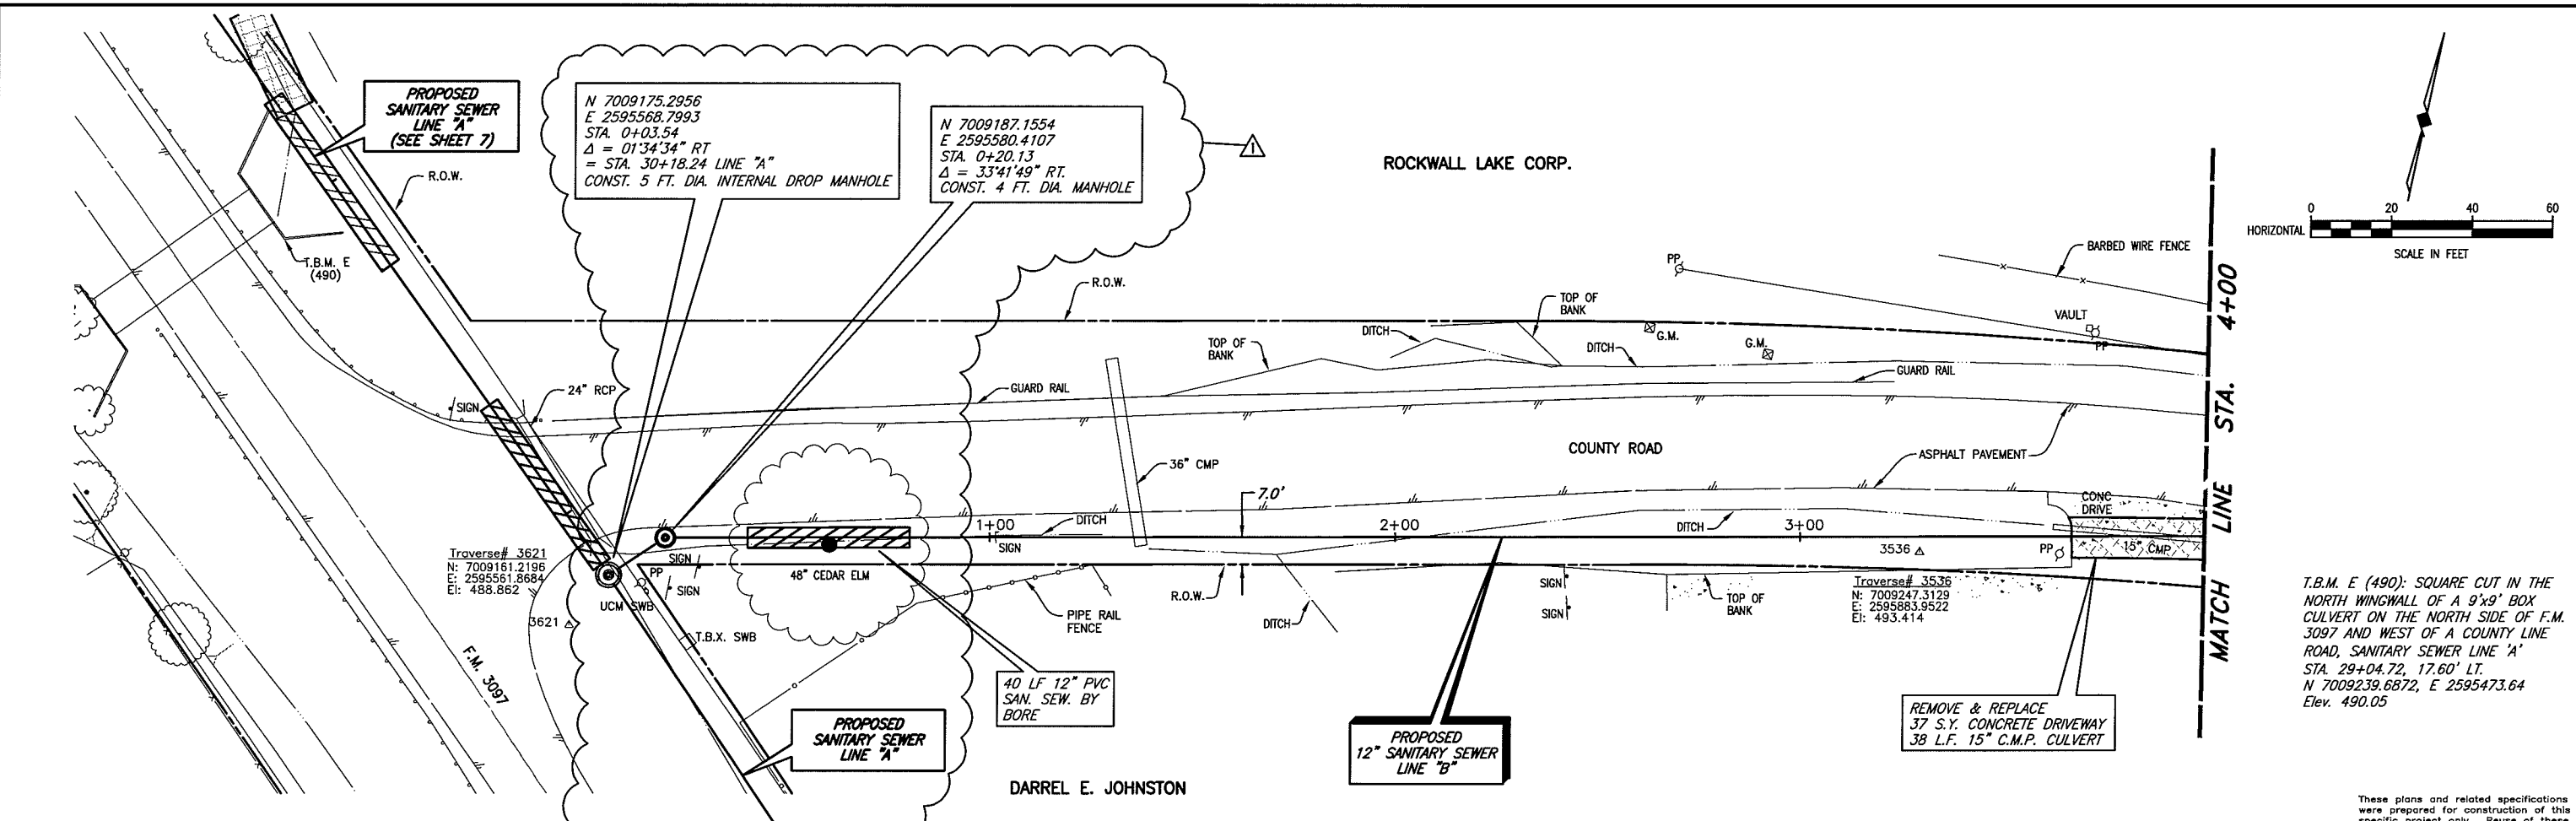 PROPOSED
SANITARY SEWER
LINE "A"
(SEE SHEET 7)
R.O.W.
T.B.M. E
(490)
N 7009175.2956
E 2595568.7993
STA. 0+03.54
Δ = 01°34'34" RT
= STA. 30+18.24 LINE "A"
CONST. 5 FT. DIA. INTERNAL DROP MANHOLE
N 7009187.1554
E 2595580.4107
STA. 0+20.13
Δ = 33°41'49" RT.
CONST. 4 FT. DIA. MANHOLE
1
ROCKWALL LAKE CORP.
0 20 40 60
HORIZONTAL
SCALE IN FEET
BARBED WIRE FENCE
PP
R.O.W.
TOP OF
BANK
VAULT
DITCH
G.M.
PP
TOP OF
BANK
DITCH
G.M.
GUARD RAIL
GUARD RAIL
24" RCP
SIGN
COUNTY ROAD
ASPHALT PAVEMENT
36" CMP
7.0'
CONC
DRIVE
1+00
DITCH
2+00
DITCH
3+00
SIGN
3536
PP
15" CMP
MATCH LINE STA. 4+00
Traverse# 3621
N: 7009161.2196
E: 2595561.8684
El: 488.862
SIGN
PP
SIGN
48" CEDAR ELM
UCM SWB
3621
T.B.X. SWB
PIPE RAIL
FENCE
R.O.W.
DITCH
SIGN
SIGN
TOP OF
BANK
Traverse# 3536
N: 7009247.3129
E: 2595883.9522
El: 493.414
F.M. 3097
40 LF 12" PVC
SAN. SEW. BY
BORE
PROPOSED
SANITARY SEWER
LINE "A"
PROPOSED
12" SANITARY SEWER
LINE "B"
REMOVE & REPLACE
37 S.Y. CONCRETE DRIVEWAY
38 L.F. 15" C.M.P. CULVERT
DARREL E. JOHNSTON
T.B.M. E (490): SQUARE CUT IN THE
NORTH WINGWALL OF A 9'x9' BOX
CULVERT ON THE NORTH SIDE OF F.M.
3097 AND WEST OF A COUNTY LINE
ROAD, SANITARY SEWER LINE 'A'
STA. 29+04.72, 17.60' LT.
N 7009239.6872, E 2595473.64
Elev. 490.05
These plans and related specifications
were prepared for construction of this
specific project only. Reuse of these